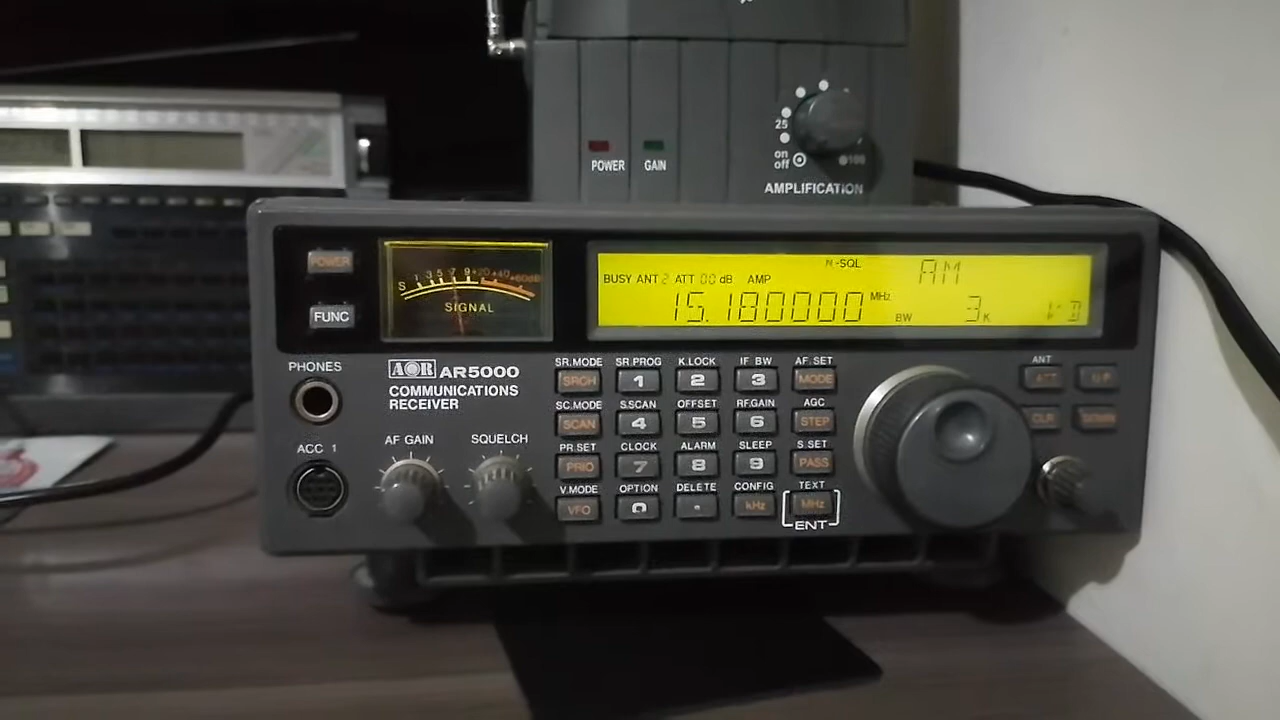 25
on
off
100
POWER GAIN
AMPLIFICATION
POWER
FUNC
S 1 3 5 7 9 +20 +40 +60dB
SIGNAL
N-SQL AM
BUSY ANT 2 ATT 00 dB AMP
15.180000 MHz BW 3 K
PHONES
AOR AR5000
COMMUNICATIONS
RECEIVER
ACC 1
AF GAIN SQUELCH
SR.MODE SR.PROG K.LOCK IF BW AF.SET
SRCH 1 2 3 MODE
SC.MODE S.SCAN OFFSET RF.GAIN AGC
SCAN 4 5 6 STEP
PR.SET CLOCK ALARM SLEEP S.SET
PRIO 7 8 9 PASS
V.MODE OPTION DELETE CONFIG TEXT
VFO 0 . kHz MHz
ENT
ANT
ATT UP
CLR DOWN